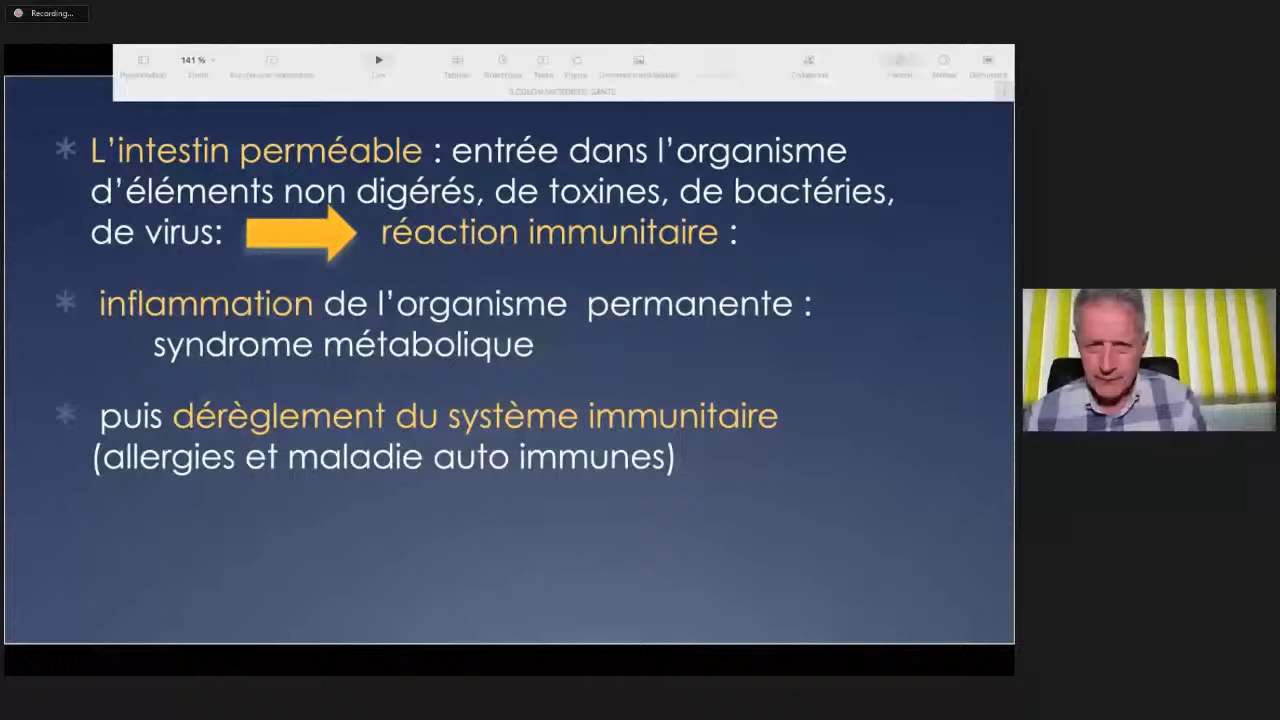 Recording...
141 %
L'intestin perméable : entrée dans l'organisme
d'éléments non digérés, de toxines, de bactéries,
de virus: réaction immunitaire :
inflammation de l'organisme permanente :
syndrome métabolique
puis dérèglement du système immunitaire
(allergies et maladie auto immunes)